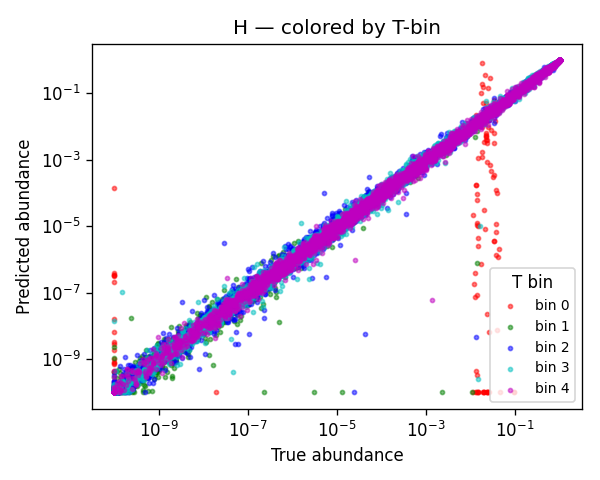 H — colored by T-bin
Predicted abundance
10⁻¹
10⁻³
10⁻⁵
10⁻⁷
10⁻⁹
T bin
bin 0
bin 1
bin 2
bin 3
bin 4
10⁻⁹ 10⁻⁷ 10⁻⁵ 10⁻³ 10⁻¹
True abundance